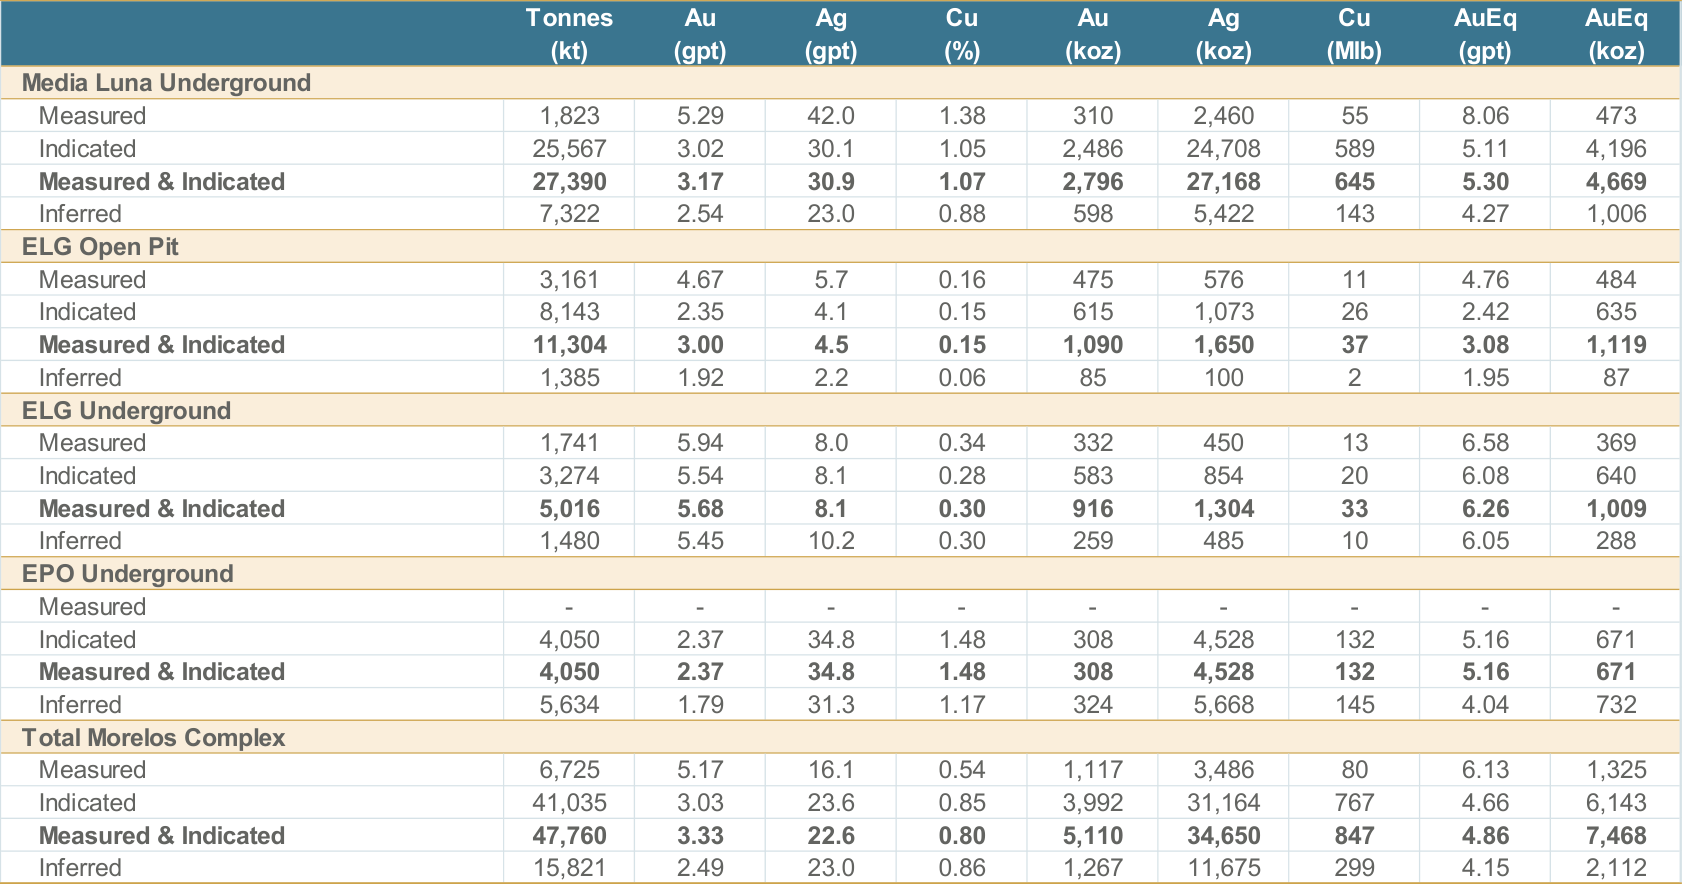 Tonnes Au Ag Cu Au Ag Cu AuEq AuEq
(kt) (gpt) (gpt) (%) (koz) (koz) (Mlb) (gpt) (koz)
Media Luna Underground
Measured 1,823 5.29 42.0 1.38 310 2,460 55 8.06 473
Indicated 25,567 3.02 30.1 1.05 2,486 24,708 589 5.11 4,196
Measured & Indicated 27,390 3.17 30.9 1.07 2,796 27,168 645 5.30 4,669
Inferred 7,322 2.54 23.0 0.88 598 5,422 143 4.27 1,006
ELG Open Pit
Measured 3,161 4.67 5.7 0.16 475 576 11 4.76 484
Indicated 8,143 2.35 4.1 0.15 615 1,073 26 2.42 635
Measured & Indicated 11,304 3.00 4.5 0.15 1,090 1,650 37 3.08 1,119
Inferred 1,385 1.92 2.2 0.06 85 100 2 1.95 87
ELG Underground
Measured 1,741 5.94 8.0 0.34 332 450 13 6.58 369
Indicated 3,274 5.54 8.1 0.28 583 854 20 6.08 640
Measured & Indicated 5,016 5.68 8.1 0.30 916 1,304 33 6.26 1,009
Inferred 1,480 5.45 10.2 0.30 259 485 10 6.05 288
EPO Underground
Measured - - - - - - - - -
Indicated 4,050 2.37 34.8 1.48 308 4,528 132 5.16 671
Measured & Indicated 4,050 2.37 34.8 1.48 308 4,528 132 5.16 671
Inferred 5,634 1.79 31.3 1.17 324 5,668 145 4.04 732
Total Morelos Complex
Measured 6,725 5.17 16.1 0.54 1,117 3,486 80 6.13 1,325
Indicated 41,035 3.03 23.6 0.85 3,992 31,164 767 4.66 6,143
Measured & Indicated 47,760 3.33 22.6 0.80 5,110 34,650 847 4.86 7,468
Inferred 15,821 2.49 23.0 0.86 1,267 11,675 299 4.15 2,112